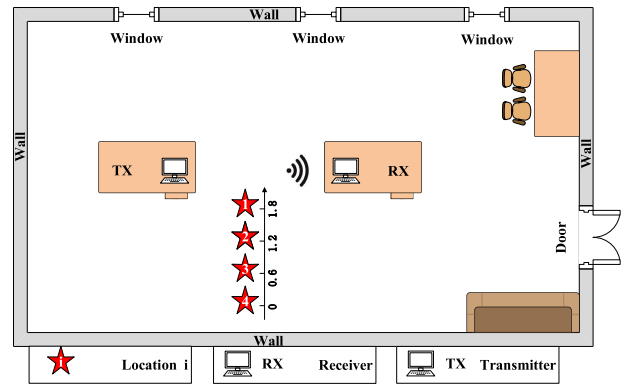 Wall
Window
Window
Window
Wall
Wall
TX
RX
1
1.8
2
1.2
3
0.6
4
0
Door
Wall
i
Location i
RX
Receiver
TX
Transmitter